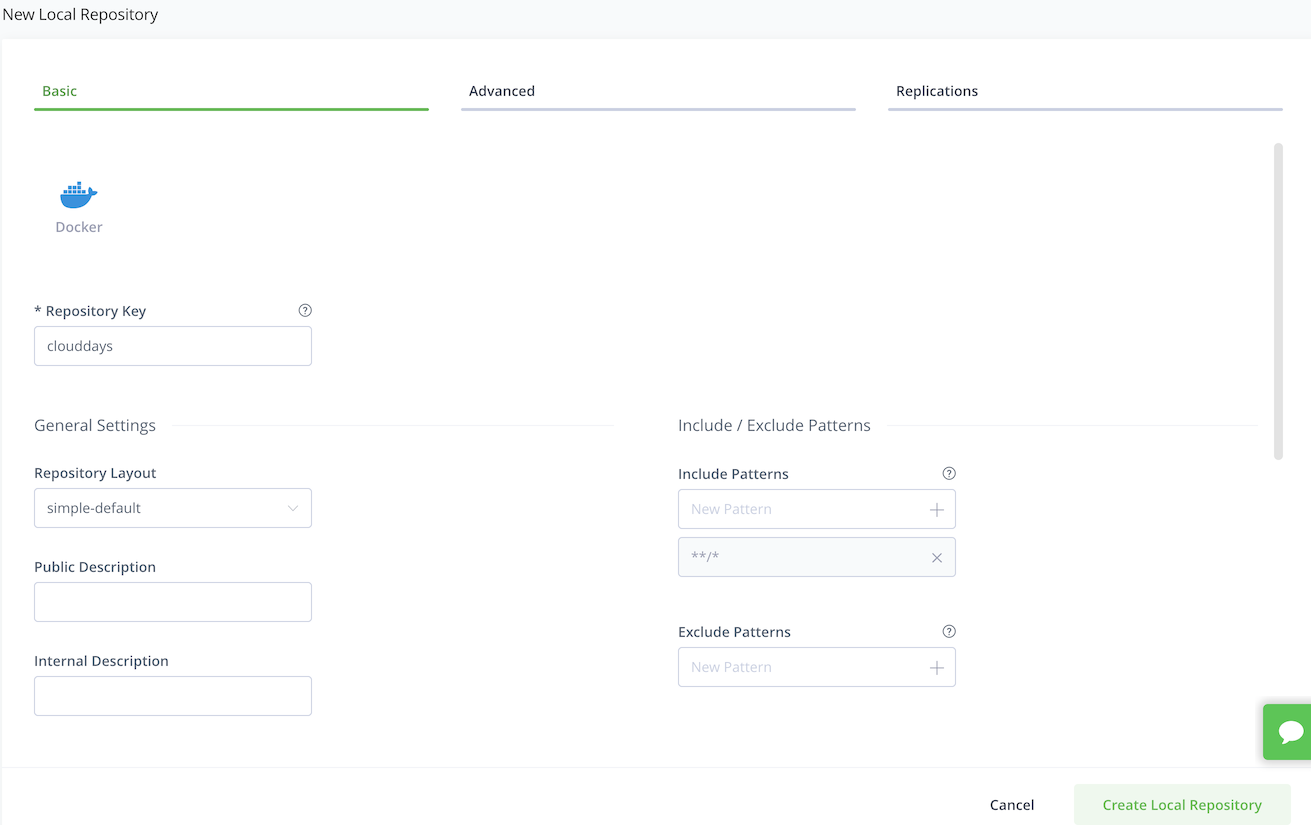 New Local Repository
Basic
Advanced
Replications
Docker
* Repository Key
clouddays
General Settings
Repository Layout
simple-default
Public Description
Internal Description
Include / Exclude Patterns
Include Patterns
New Pattern
**/*
Exclude Patterns
New Pattern
Cancel
Create Local Repository